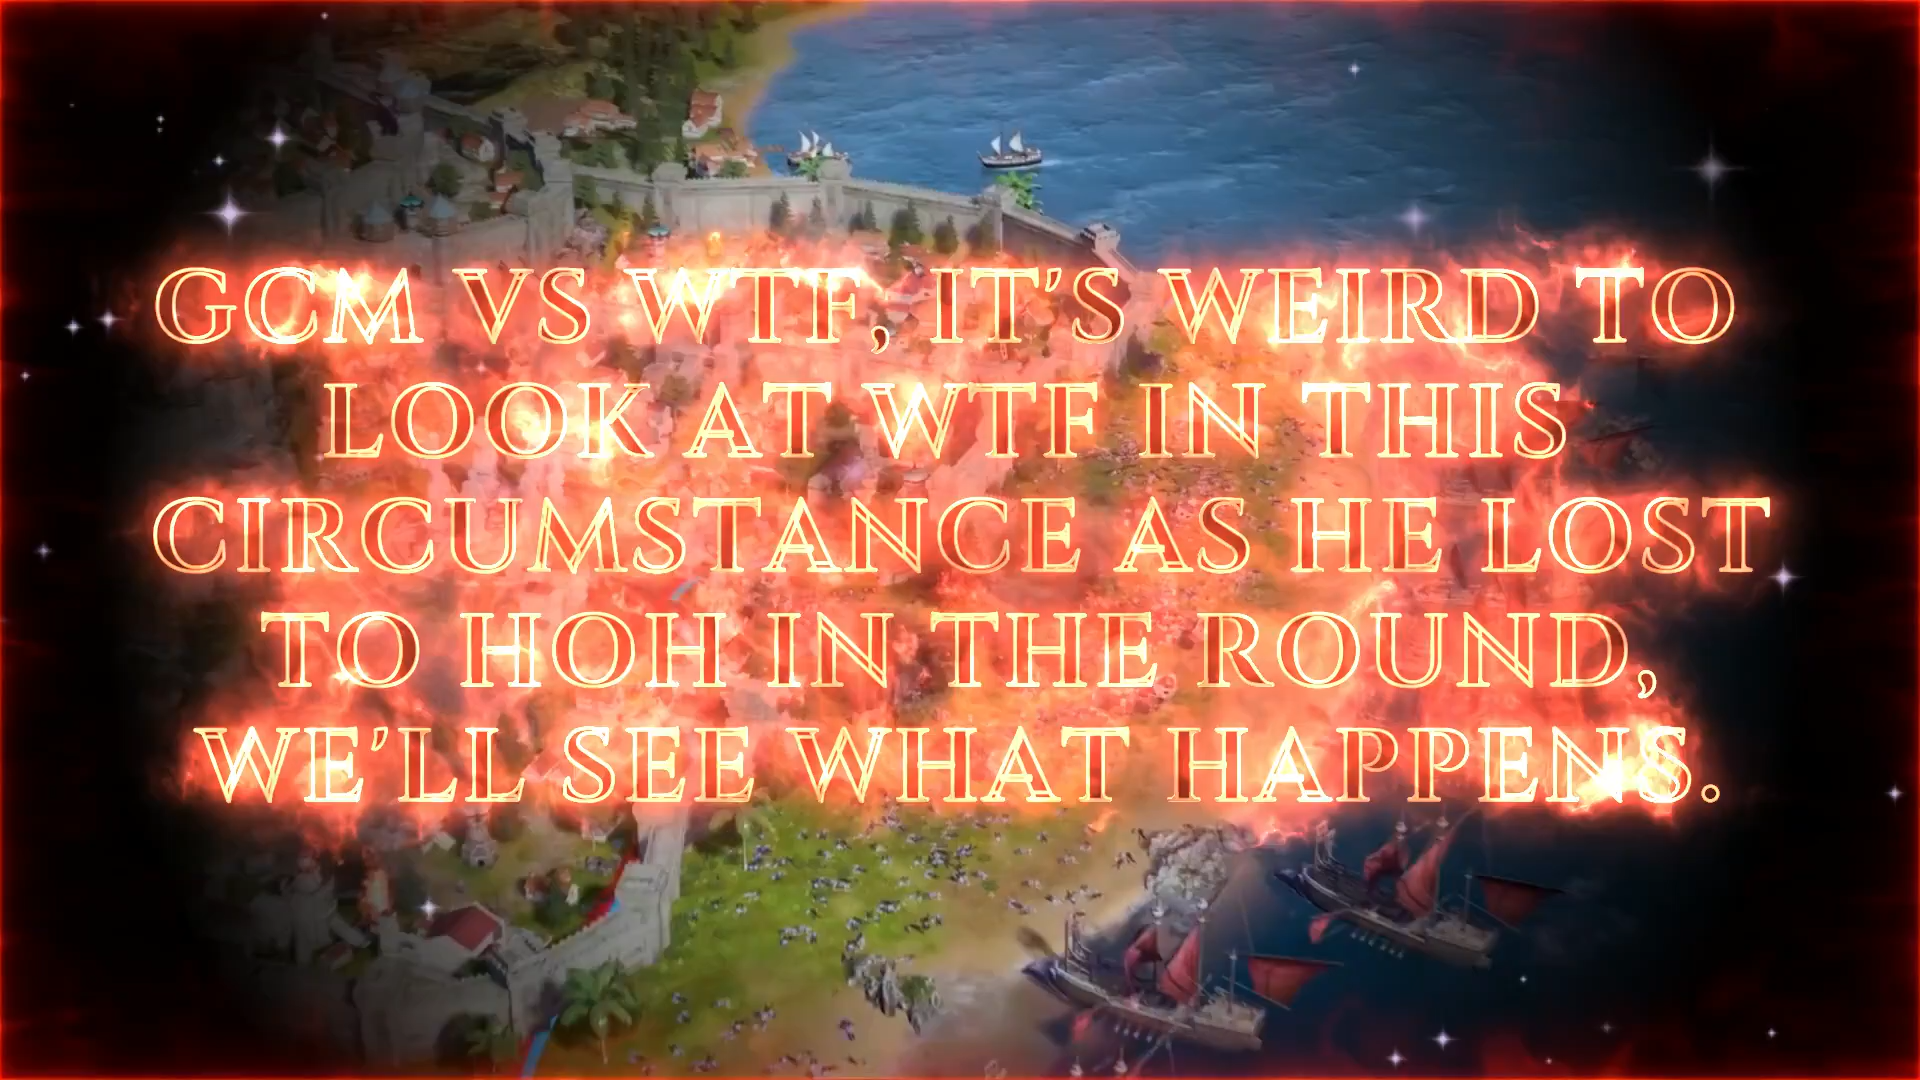 GCM VS WTF, IT'S WEIRD TO
LOOK AT WTF IN THIS
CIRCUMSTANCE AS HE LOST
TO HOH IN THE ROUND,
WE'LL SEE WHAT HAPPENS.